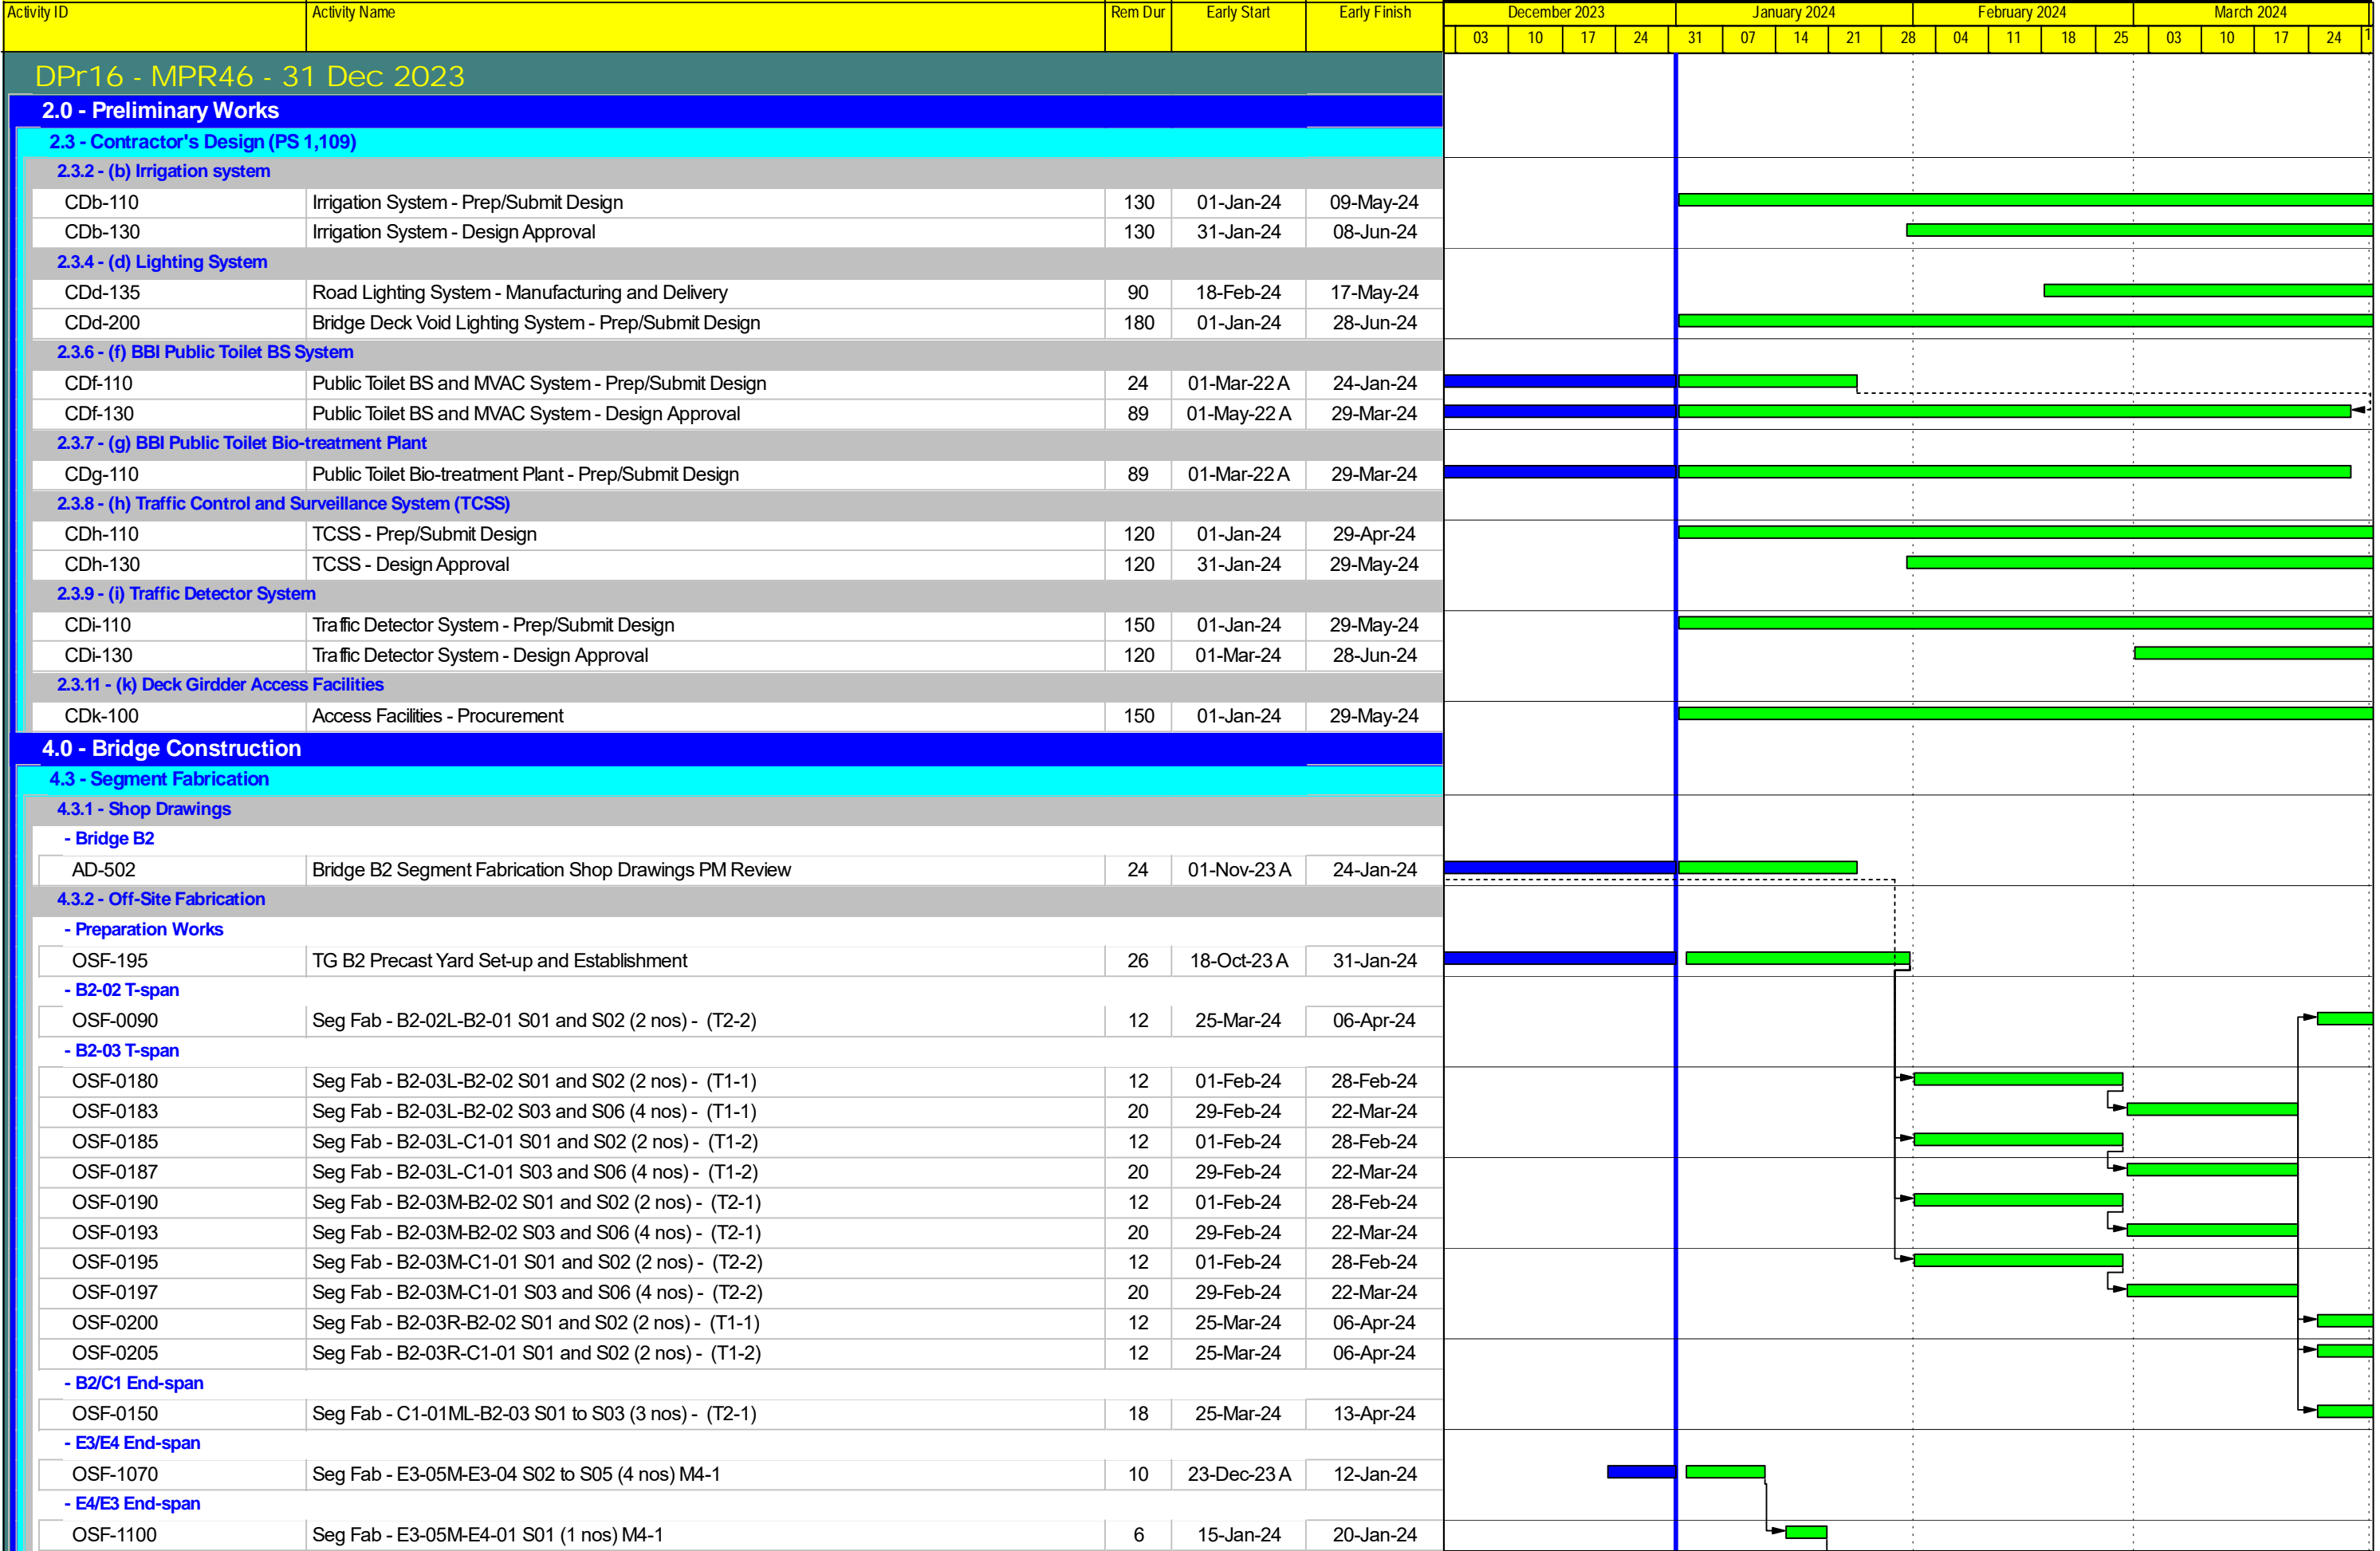 Activity ID Activity Name Rem Dur Early Start Early Finish December 2023 January 2024 February 2024 March 2024
03 10 17 24 31 07 14 21 28 04 11 18 25 03 10 17 24 1
DPr16 - MPR46 - 31 Dec 2023
2.0 - Preliminary Works
2.3 - Contractor's Design (PS 1,109)
2.3.2 - (b) Irrigation system
CDb-110 Irrigation System - Prep/Submit Design 130 01-Jan-24 09-May-24
CDb-130 Irrigation System - Design Approval 130 31-Jan-24 08-Jun-24
2.3.4 - (d) Lighting System
CDd-135 Road Lighting System - Manufacturing and Delivery 90 18-Feb-24 17-May-24
CDd-200 Bridge Deck Void Lighting System - Prep/Submit Design 180 01-Jan-24 28-Jun-24
2.3.6 - (f) BBI Public Toilet BS System
CDf-110 Public Toilet BS and MVAC System - Prep/Submit Design 24 01-Mar-22 A 24-Jan-24
CDf-130 Public Toilet BS and MVAC System - Design Approval 89 01-May-22 A 29-Mar-24
2.3.7 - (g) BBI Public Toilet Bio-treatment Plant
CDg-110 Public Toilet Bio-treatment Plant - Prep/Submit Design 89 01-Mar-22 A 29-Mar-24
2.3.8 - (h) Traffic Control and Surveillance System (TCSS)
CDh-110 TCSS - Prep/Submit Design 120 01-Jan-24 29-Apr-24
CDh-130 TCSS - Design Approval 120 31-Jan-24 29-May-24
2.3.9 - (i) Traffic Detector System
CDi-110 Traffic Detector System - Prep/Submit Design 150 01-Jan-24 29-May-24
CDi-130 Traffic Detector System - Design Approval 120 01-Mar-24 28-Jun-24
2.3.11 - (k) Deck Girdder Access Facilities
CDk-100 Access Facilities - Procurement 150 01-Jan-24 29-May-24
4.0 - Bridge Construction
4.3 - Segment Fabrication
4.3.1 - Shop Drawings
- Bridge B2
AD-502 Bridge B2 Segment Fabrication Shop Drawings PM Review 24 01-Nov-23 A 24-Jan-24
4.3.2 - Off-Site Fabrication
- Preparation Works
OSF-195 TG B2 Precast Yard Set-up and Establishment 26 18-Oct-23 A 31-Jan-24
- B2-02 T-span
OSF-0090 Seg Fab - B2-02L-B2-01 S01 and S02 (2 nos) - (T2-2) 12 25-Mar-24 06-Apr-24
- B2-03 T-span
OSF-0180 Seg Fab - B2-03L-B2-02 S01 and S02 (2 nos) - (T1-1) 12 01-Feb-24 28-Feb-24
OSF-0183 Seg Fab - B2-03L-B2-02 S03 and S06 (4 nos) - (T1-1) 20 29-Feb-24 22-Mar-24
OSF-0185 Seg Fab - B2-03L-C1-01 S01 and S02 (2 nos) - (T1-2) 12 01-Feb-24 28-Feb-24
OSF-0187 Seg Fab - B2-03L-C1-01 S03 and S06 (4 nos) - (T1-2) 20 29-Feb-24 22-Mar-24
OSF-0190 Seg Fab - B2-03M-B2-02 S01 and S02 (2 nos) - (T2-1) 12 01-Feb-24 28-Feb-24
OSF-0193 Seg Fab - B2-03M-B2-02 S03 and S06 (4 nos) - (T2-1) 20 29-Feb-24 22-Mar-24
OSF-0195 Seg Fab - B2-03M-C1-01 S01 and S02 (2 nos) - (T2-2) 12 01-Feb-24 28-Feb-24
OSF-0197 Seg Fab - B2-03M-C1-01 S03 and S06 (4 nos) - (T2-2) 20 29-Feb-24 22-Mar-24
OSF-0200 Seg Fab - B2-03R-B2-02 S01 and S02 (2 nos) - (T1-1) 12 25-Mar-24 06-Apr-24
OSF-0205 Seg Fab - B2-03R-C1-01 S01 and S02 (2 nos) - (T1-2) 12 25-Mar-24 06-Apr-24
- B2/C1 End-span
OSF-0150 Seg Fab - C1-01ML-B2-03 S01 to S03 (3 nos) - (T2-1) 18 25-Mar-24 13-Apr-24
- E3/E4 End-span
OSF-1070 Seg Fab - E3-05M-E3-04 S02 to S05 (4 nos) M4-1 10 23-Dec-23 A 12-Jan-24
- E4/E3 End-span
OSF-1100 Seg Fab - E3-05M-E4-01 S01 (1 nos) M4-1 6 15-Jan-24 20-Jan-24